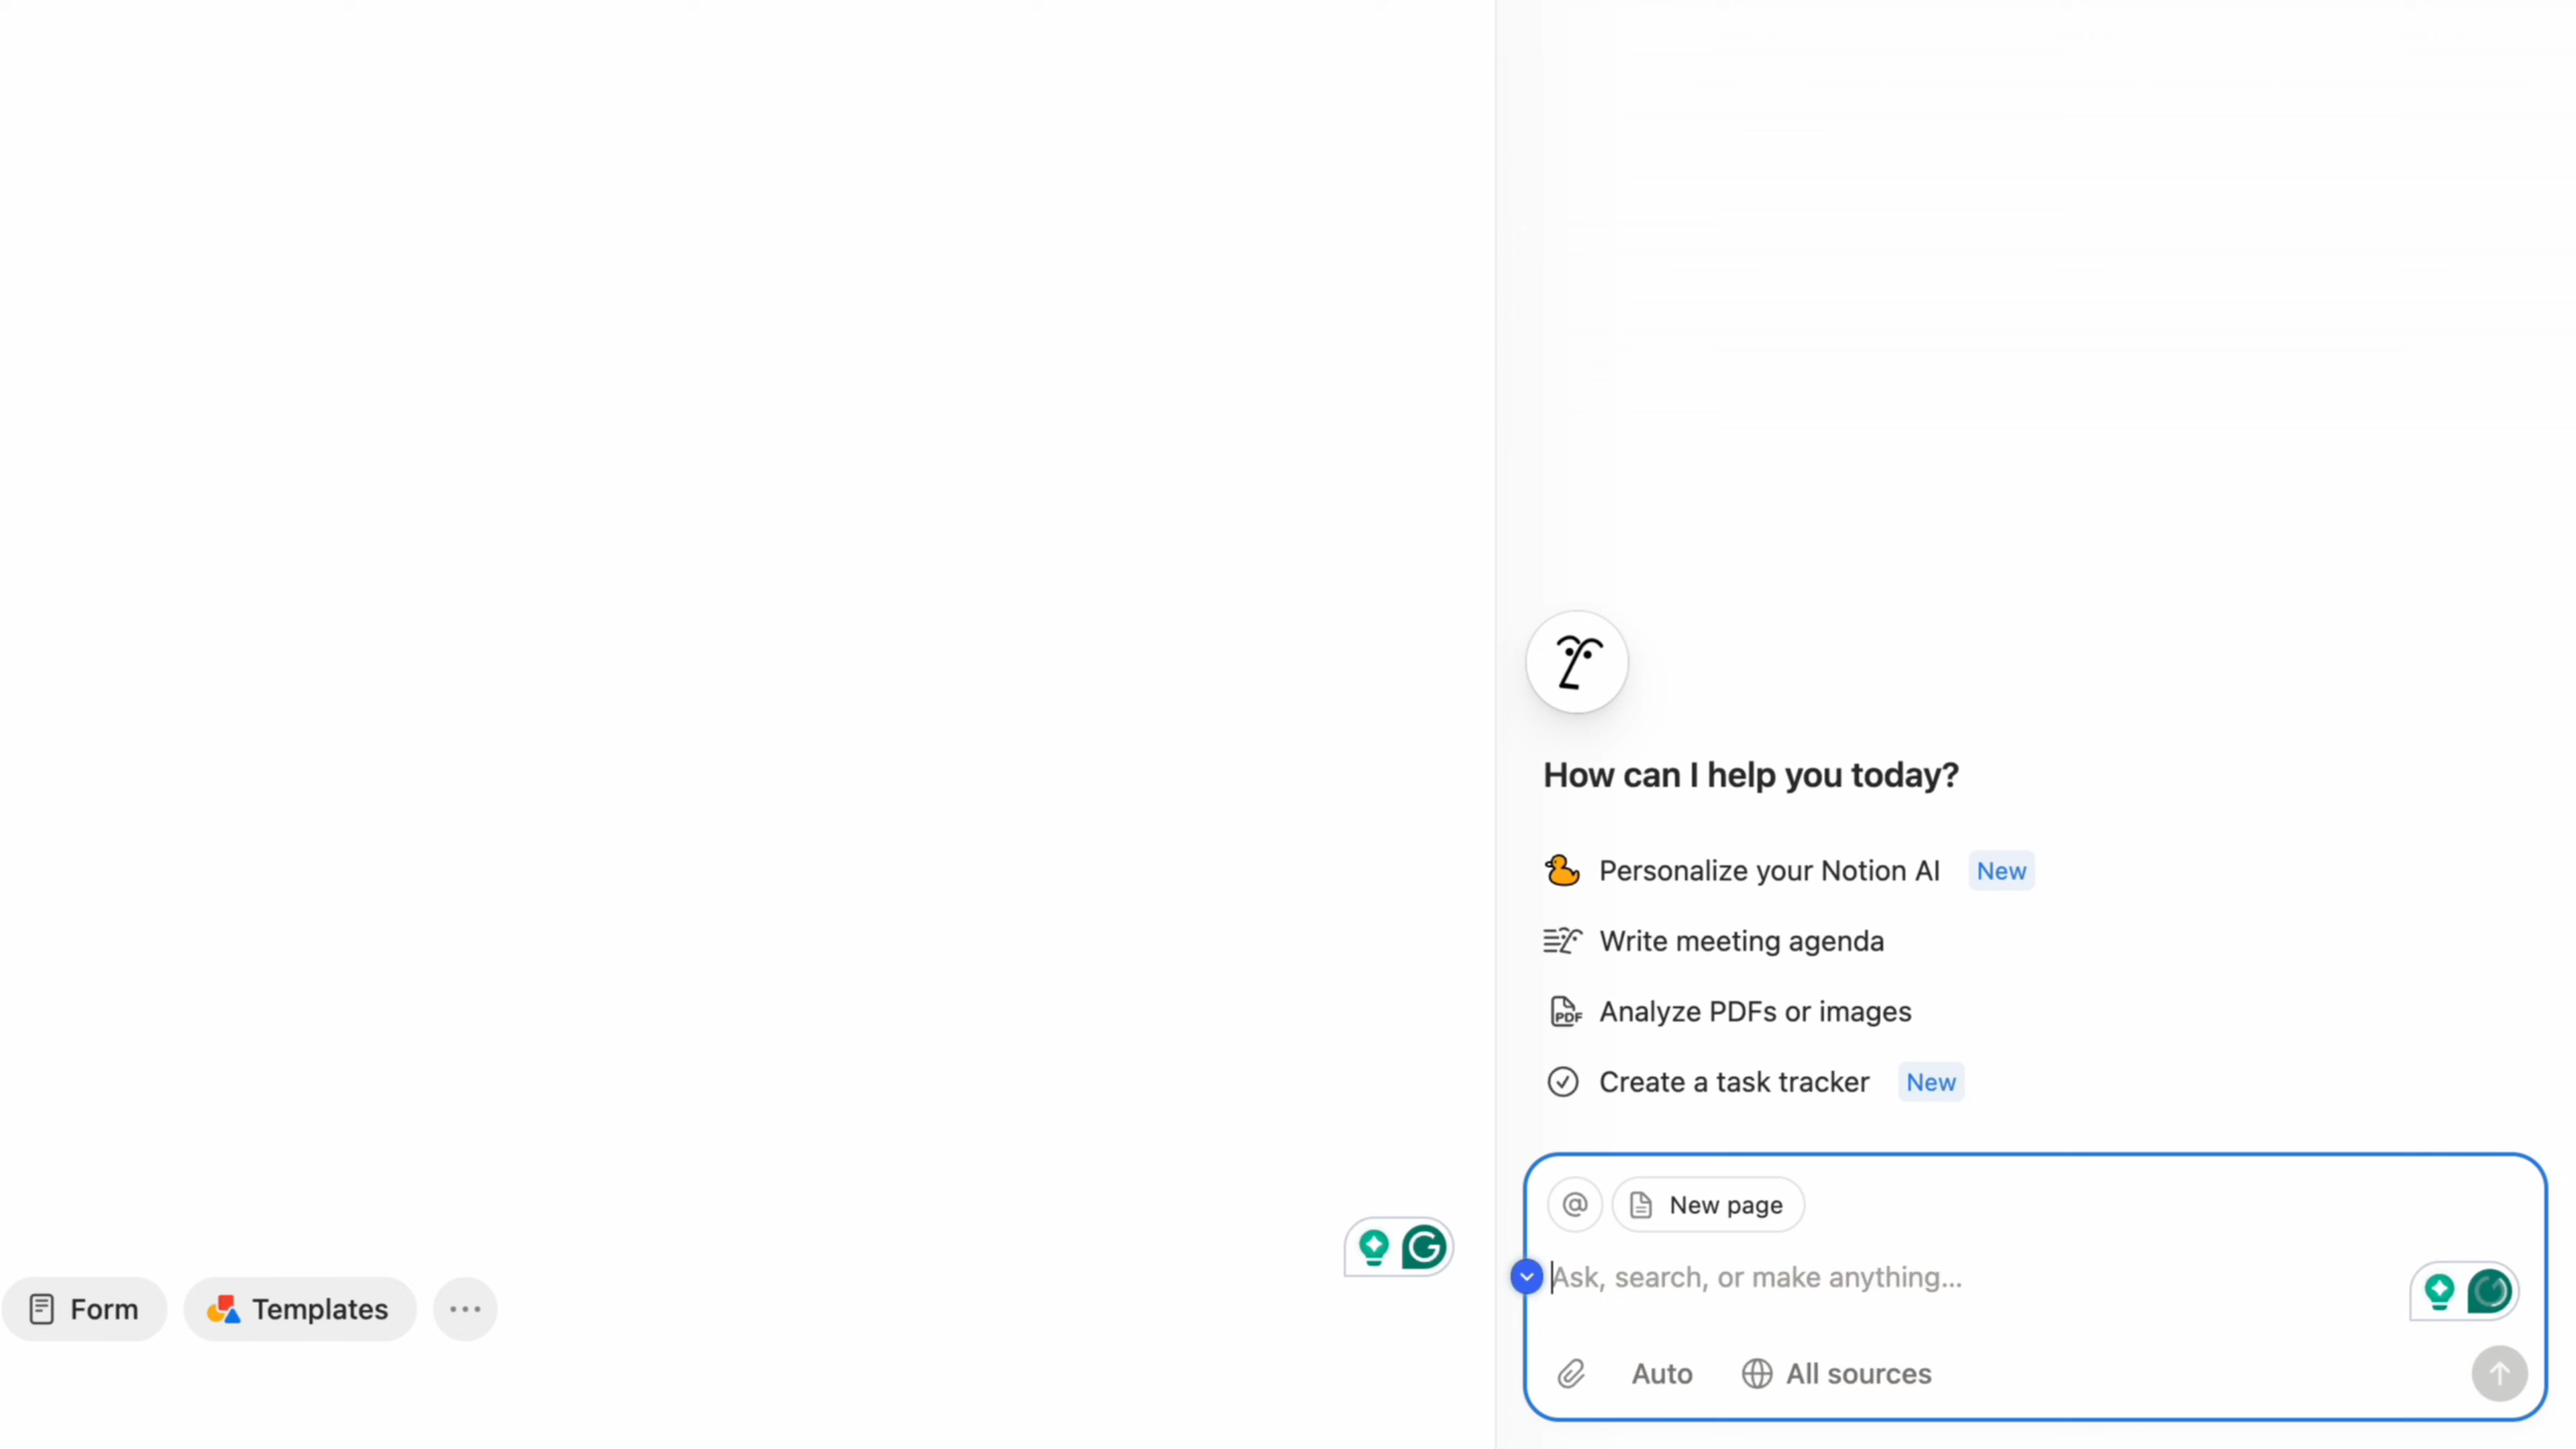 How can I help you today?
Personalize your Notion AI New
Write meeting agenda
PDF Analyze PDFs or images
Create a task tracker New
@ New page
Ask, search, or make anything...
Form Templates ...
Auto All sources